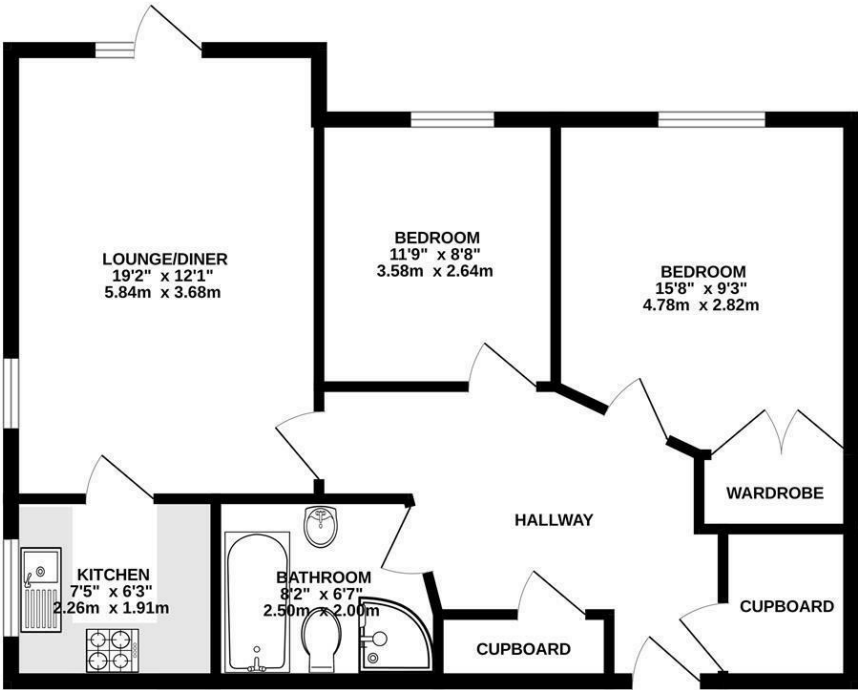 LOUNGE/DINER
19'2" x 12'1"
5.84m x 3.68m
BEDROOM
11'9" x 8'8"
3.58m x 2.64m
BEDROOM
15'8" x 9'3"
4.78m x 2.82m
WARDROBE
HALLWAY
KITCHEN
7'5" x 6'3"
2.26m x 1.91m
BATHROOM
8'2" x 6'7"
2.50m x 2.00m
CUPBOARD
CUPBOARD